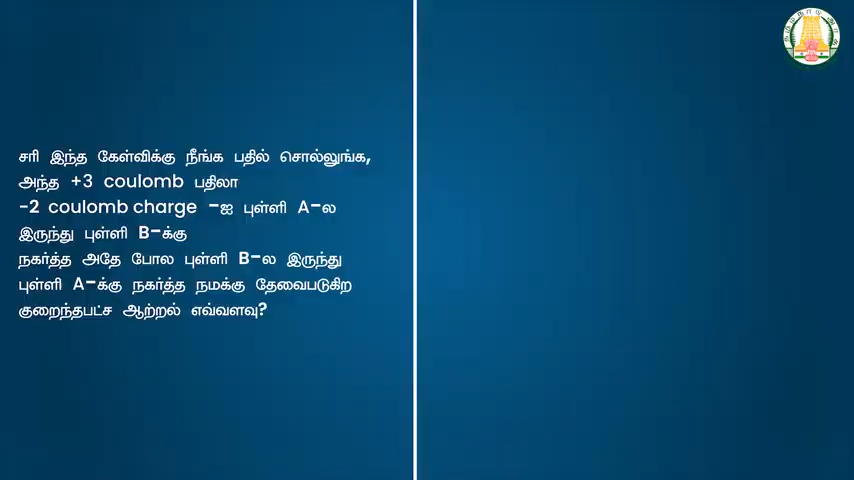 சரி இந்த கேள்விக்கு நீங்க பதில் சொல்லுங்க,
அந்த +3 coulomb பதிலா
-2 coulomb charge -ஐ புள்ளி A-ல
இருந்து புள்ளி B-க்கு
நகர்த்த அதே போல புள்ளி B-ல இருந்து
புள்ளி A-க்கு நகர்த்த நமக்கு தேவைபடுகிற
குறைந்தபட்ச ஆற்றல் எவ்வளவு?